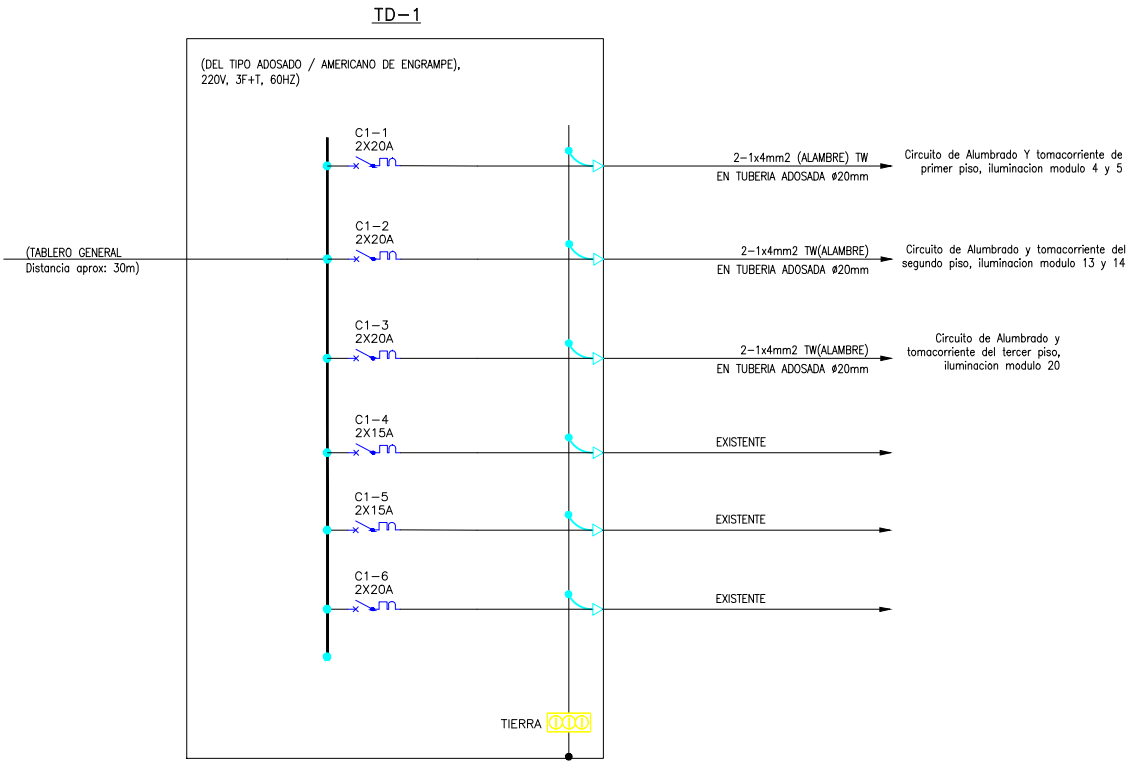 TD-1
(DEL TIPO ADOSADO / AMERICANO DE ENGRAMPE),
220V, 3F+T, 60HZ)
(TABLERO GENERAL
Distancia aprox: 30m)
C1-1
2X20A
2-1x4mm2 (ALAMBRE) TW
EN TUBERIA ADOSADA ø20mm
Circuito de Alumbrado Y tomacorriente de
primer piso, iluminacion modulo 4 y 5
C1-2
2X20A
2-1x4mm2 TW(ALAMBRE)
EN TUBERIA ADOSADA ø20mm
Circuito de Alumbrado y tomacorriente del
segundo piso, iluminacion modulo 13 y 14
C1-3
2X20A
2-1x4mm2 TW(ALAMBRE)
EN TUBERIA ADOSADA ø20mm
Circuito de Alumbrado y
tomacorriente del tercer piso,
iluminacion modulo 20
C1-4
2X15A
EXISTENTE
C1-5
2X15A
EXISTENTE
C1-6
2X20A
EXISTENTE
TIERRA